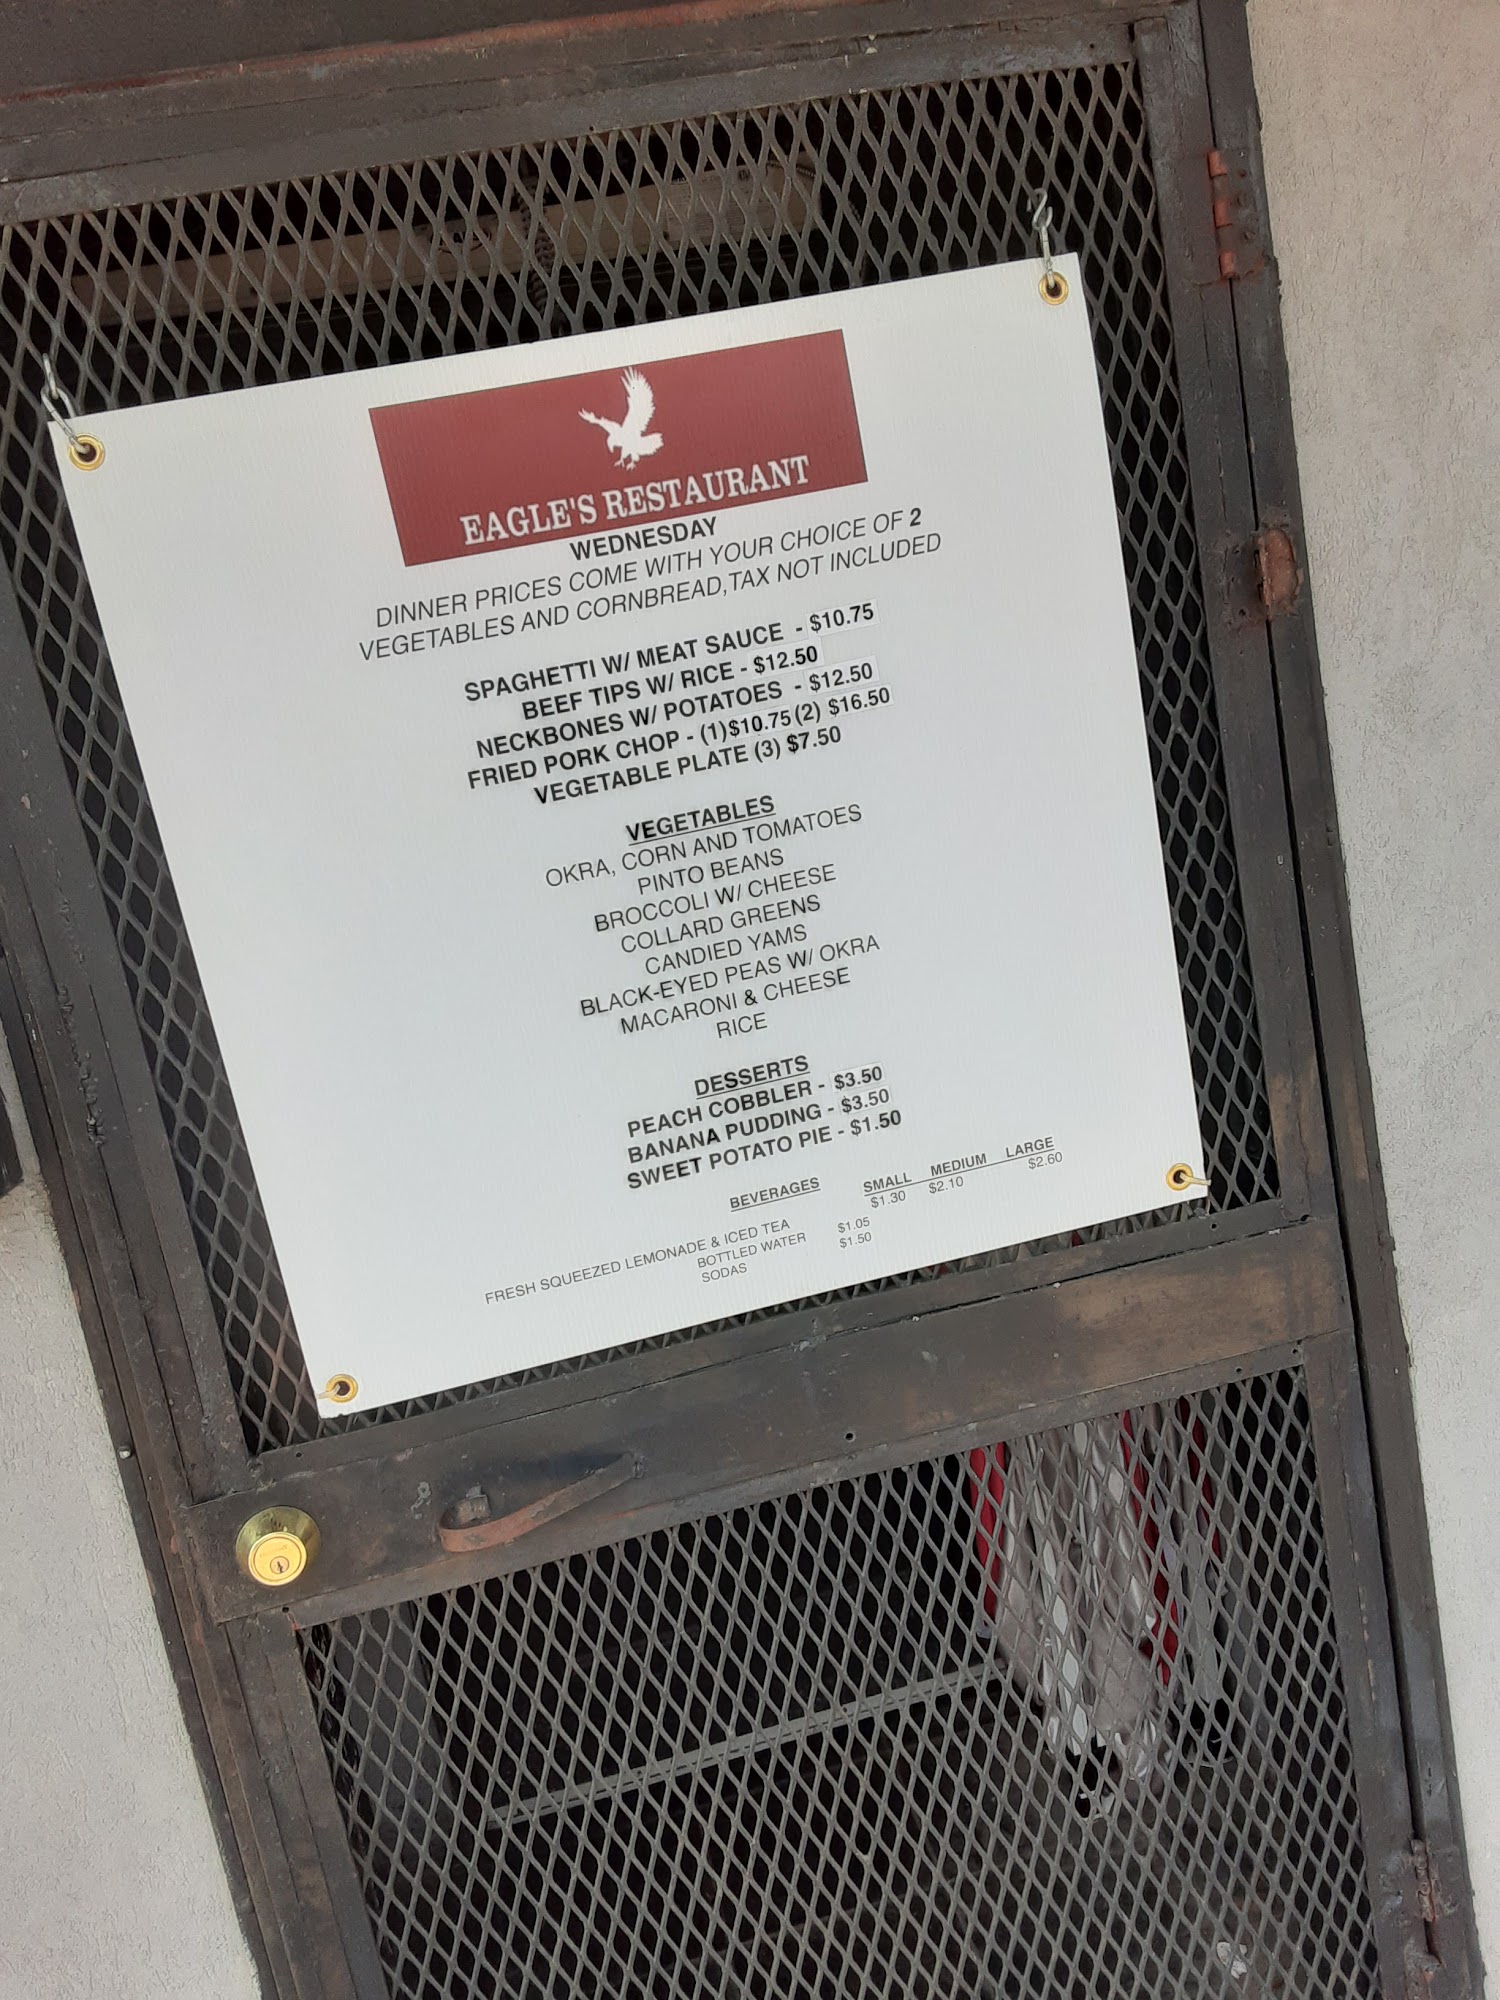 EAGLE'S RESTAURANT
WEDNESDAY
DINNER PRICES COME WITH YOUR CHOICE OF 2
VEGETABLES AND CORNBREAD,TAX NOT INCLUDED
SPAGHETTI W/ MEAT SAUCE - $10.75
BEEF TIPS W/ RICE - $12.50
NECKBONES W/ POTATOES - $12.50
FRIED PORK CHOP - (1)$10.75 (2) $16.50
VEGETABLE PLATE (3) $7.50
VEGETABLES
OKRA, CORN AND TOMATOES
PINTO BEANS
BROCCOLI W/ CHEESE
COLLARD GREENS
CANDIED YAMS
BLACK-EYED PEAS W/ OKRA
MACARONI & CHEESE
RICE
DESSERTS
PEACH COBBLER - $3.50
BANANA PUDDING - $3.50
SWEET POTATO PIE - $1.50
BEVERAGES SMALL MEDIUM LARGE
$1.30 $2.10 $2.60
FRESH SQUEEZED LEMONADE & ICED TEA
BOTTLED WATER $1.05
SODAS $1.50